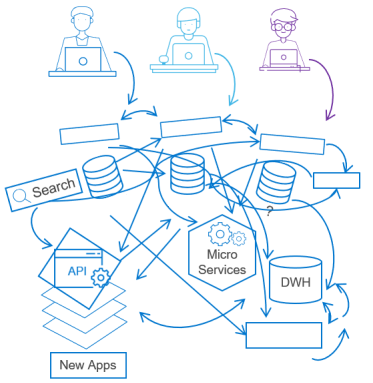 Search
?
API
Micro
Services
DWH
New Apps